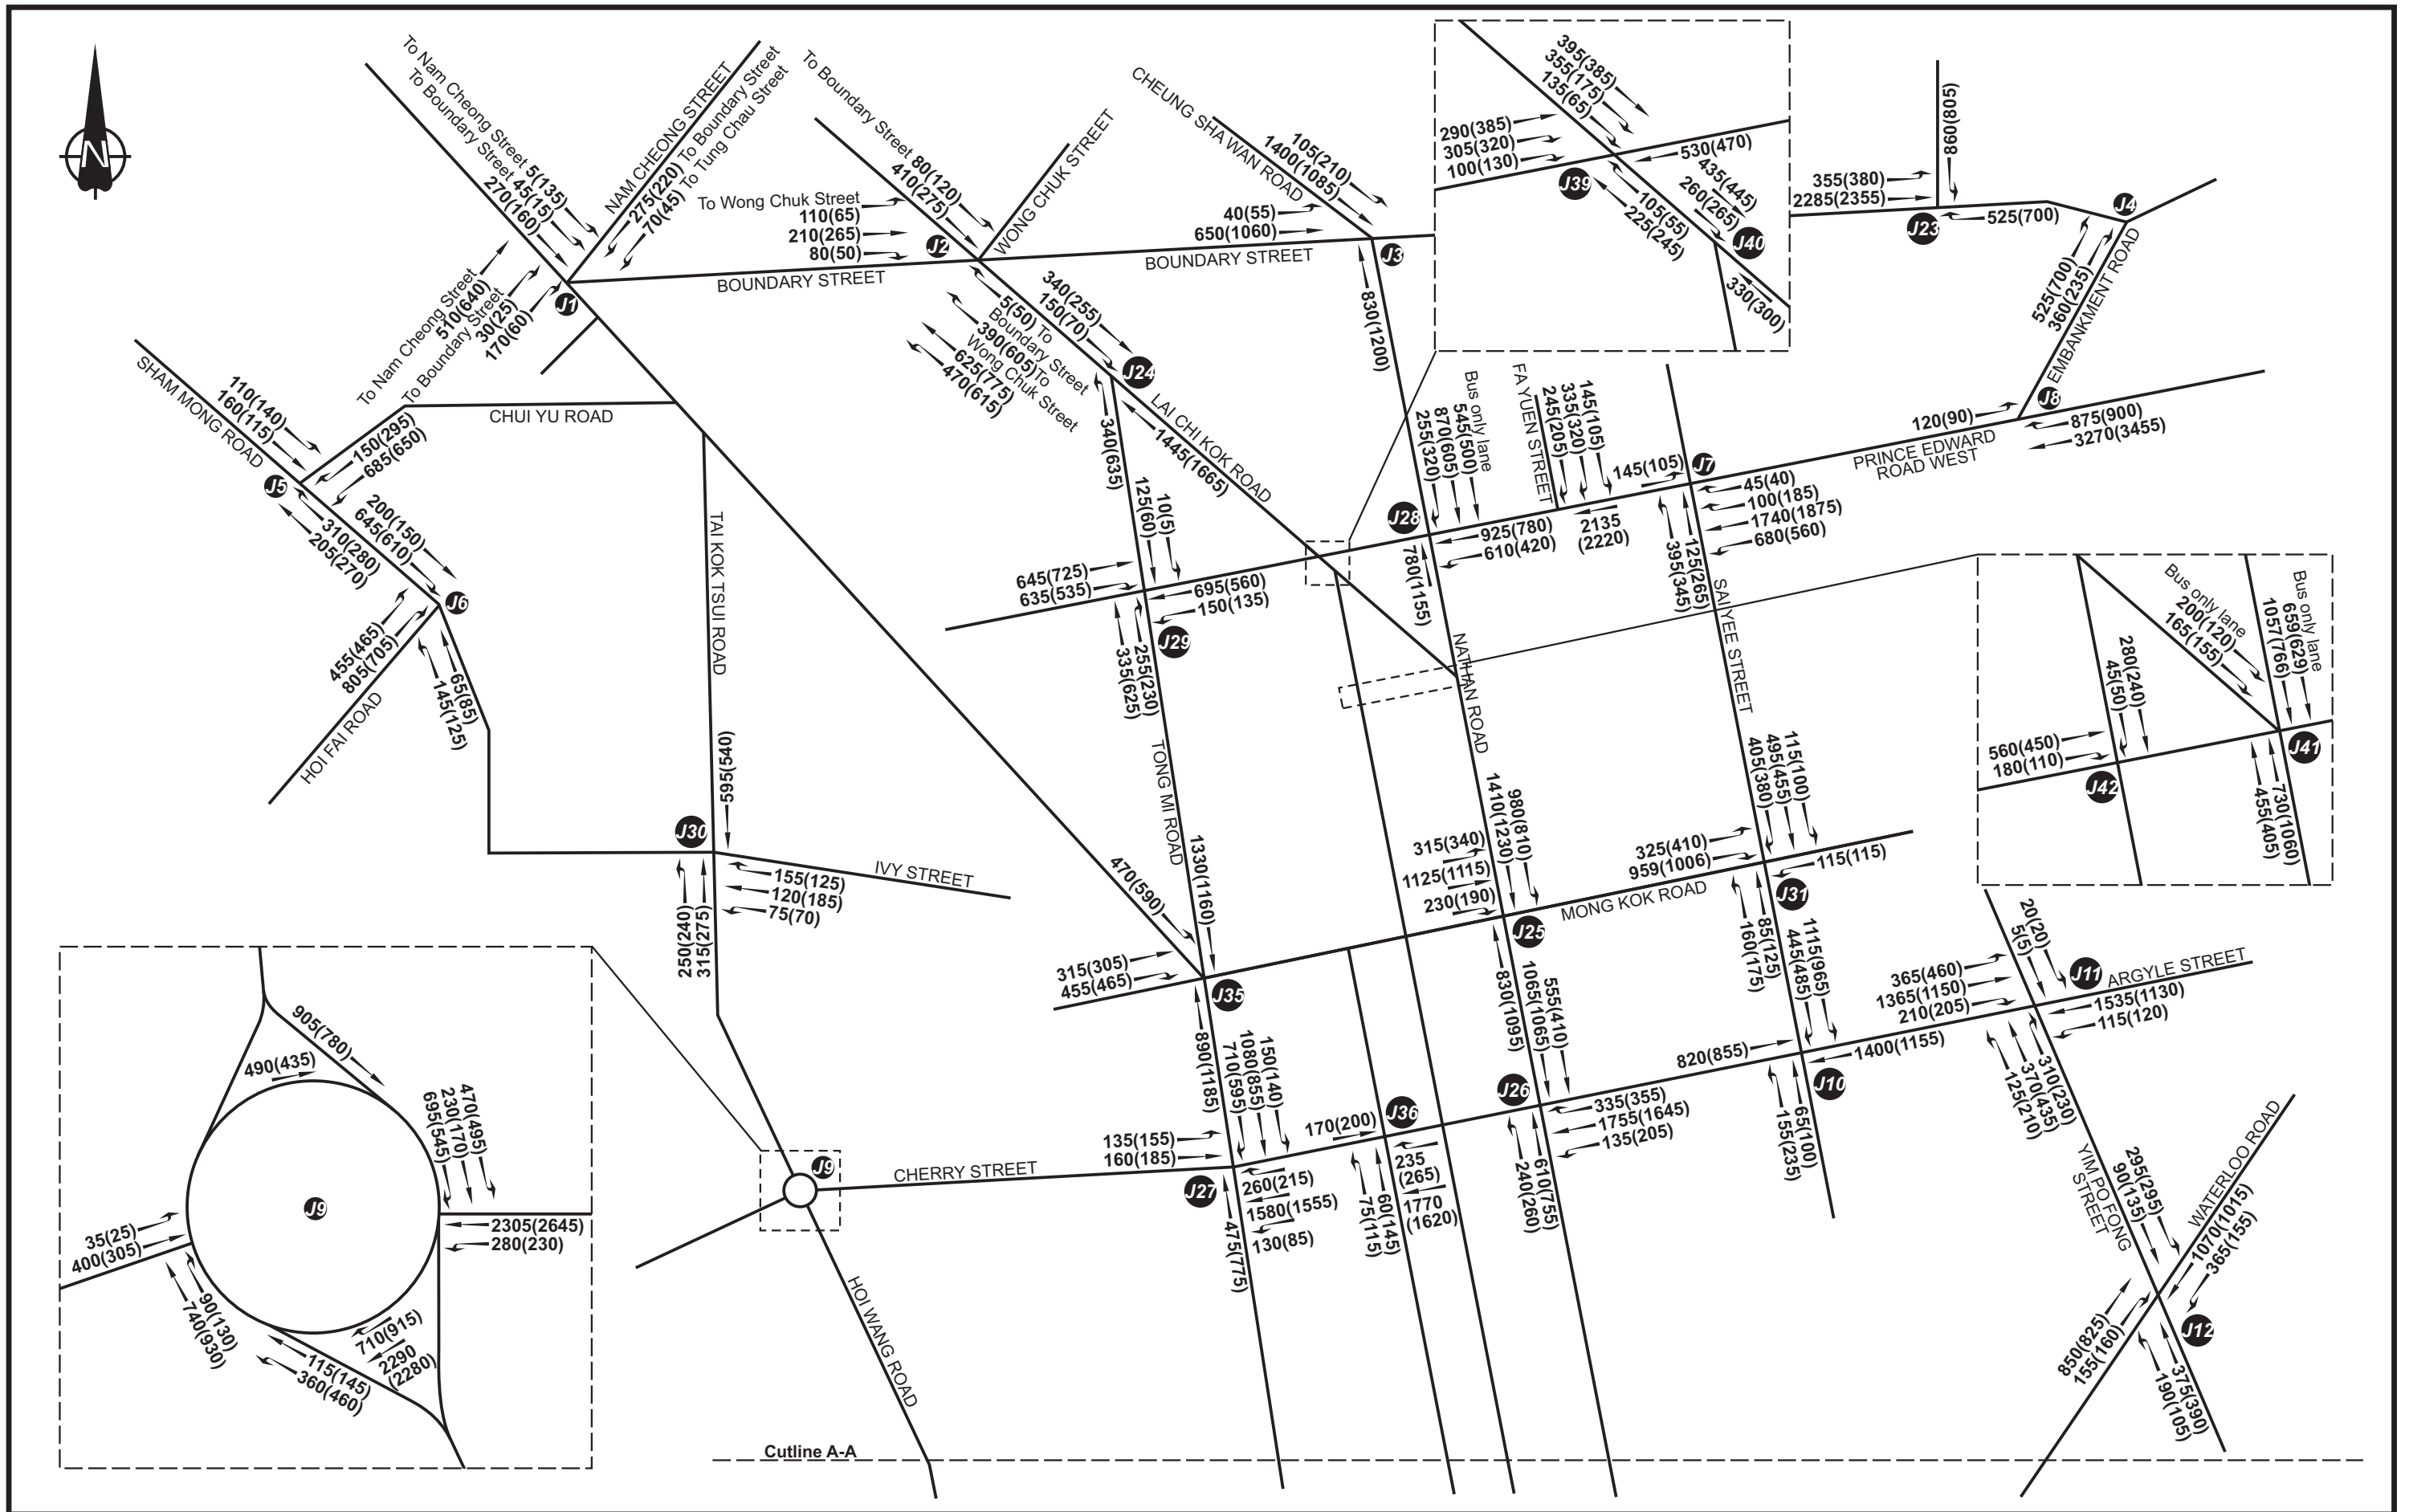 N
To Nam Cheong Street 5(135)
To Boundary Street 45(15)
270(160)
NAM CHEONG STREET
275(220) To Boundary Street
70(45) To Tung Chau Street
To Nam Cheong Street
510(640)
30(25)
To Boundary Street
170(60)
J1
To Boundary Street 80(120)
410(275)
WONG CHUK STREET
To Wong Chuk Street
110(65)
210(265)
80(50)
J2
BOUNDARY STREET
5(50) To
Boundary Street
390(605)To
Wong Chuk Street
625(775)
470(615)
CHEUNG SHA WAN ROAD
105(210)
1400(1085)
40(55)
650(1060)
BOUNDARY STREET
J3
830(1200)
395(385)
355(175)
135(65)
290(385)
305(320)
100(130)
J39
530(470)
435(445)
260(265)
105(55)
225(245)
J40
330(300)
860(805)
355(380)
2285(2355)
J23
525(700)
J4
525(700)
360(235)
EMBANKMENT ROAD
J8
120(90)
875(900)
3270(3455)
PRINCE EDWARD
ROAD WEST
SHAM MONG ROAD
110(140)
160(115)
CHUI YU ROAD
150(295)
685(650)
J5
200(150)
645(610)
310(280)
205(270)
J6
455(465)
805(705)
65(85)
145(125)
HOI FAI ROAD
340(255)
150(70)
J24
LAI CHI KOK ROAD
1445(1665)
340(635)
10(5)
125(60)
645(725)
635(535)
695(560)
150(135)
J29
255(230)
335(625)
TONG MI ROAD
Bus only lane
545(500)
870(605)
255(320)
J28
925(780)
610(420)
780(1155)
FA YUEN STREET
145(105)
335(320)
245(205)
2135
(2220)
145(105)
J7
45(40)
100(185)
1740(1875)
680(560)
125(265)
395(345)
SAI YEE STREET
NATHAN ROAD
TAI KOK TSUI ROAD
595(540)
J30
IVY STREET
155(125)
120(185)
75(70)
250(240)
315(275)
Bus only lane
200(120)
165(155)
Bus only lane
659(629)
1057(766)
280(240)
45(50)
560(450)
180(110)
J42
J41
730(1060)
455(405)
470(590)
1330(1160)
315(305)
455(465)
J35
890(1185)
980(810)
1410(1230)
315(340)
1125(1115)
230(190)
J25
MONG KOK ROAD
830(1095)
115(100)
495(455)
405(380)
325(410)
959(1006)
115(115)
J31
85(125)
160(175)
1115(965)
445(485)
820(855)
1400(1155)
J10
65(100)
155(235)
20(20)
5(5)
365(460)
1365(1150)
210(205)
J11
ARGYLE STREET
1535(1130)
115(120)
310(230)
370(435)
125(210)
YIM PO FONG
STREET
295(295)
90(135)
WATERLOO ROAD
1070(1015)
365(155)
850(825)
155(160)
J12
375(390)
190(105)
555(410)
1065(1065)
J26
335(355)
1755(1645)
135(205)
610(755)
240(260)
170(200)
J36
235
(265)
1770
(1620)
60(145)
75(115)
150(140)
1080(855)
710(595)
135(155)
160(185)
CHERRY STREET
J27
260(215)
1580(1555)
130(85)
475(775)
J9
HOI WANG ROAD
905(780)
490(435)
470(495)
230(170)
695(545)
J9
35(25)
400(305)
2305(2645)
280(230)
90(130)
740(930)
710(915)
2290
(2280)
115(145)
360(460)
Cutline A-A